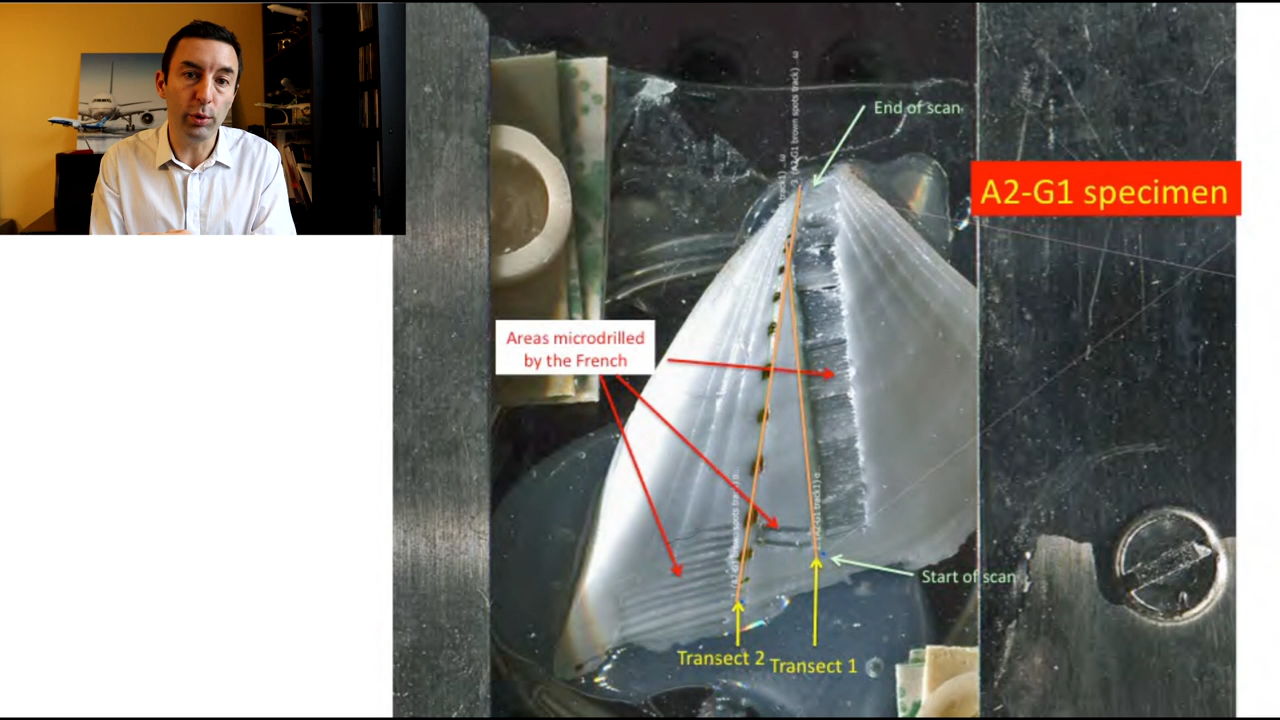 End of scan
A2-G1 specimen
Areas microdrilled
by the French
Start of scan
Transect 2
Transect 1